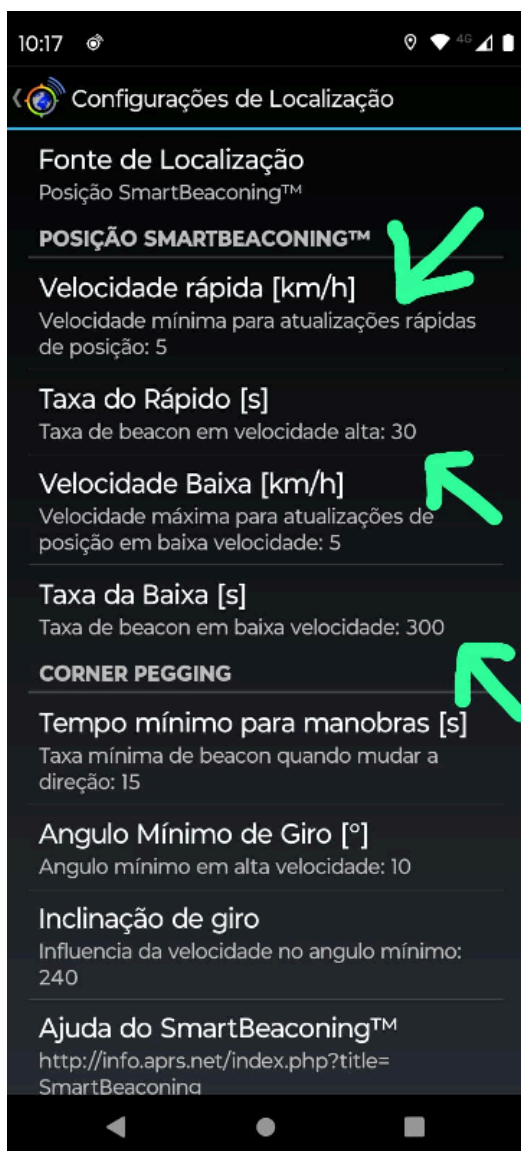 10:17
4G
Configurações de Localização
Fonte de Localização
Posição SmartBeaconing™
POSIÇÃO SMARTBEACONING™
Velocidade rápida [km/h]
Velocidade mínima para atualizações rápidas
de posição: 5
Taxa do Rápido [s]
Taxa de beacon em velocidade alta: 30
Velocidade Baixa [km/h]
Velocidade máxima para atualizações de
posição em baixa velocidade: 5
Taxa da Baixa [s]
Taxa de beacon em baixa velocidade: 300
CORNER PEGGING
Tempo mínimo para manobras [s]
Taxa mínima de beacon quando mudar a
direção: 15
Angulo Mínimo de Giro [°]
Angulo mínimo em alta velocidade: 10
Inclinação de giro
Influencia da velocidade no angulo mínimo:
240
Ajuda do SmartBeaconing™
http://info.aprs.net/index.php?title=
SmartBeaconing